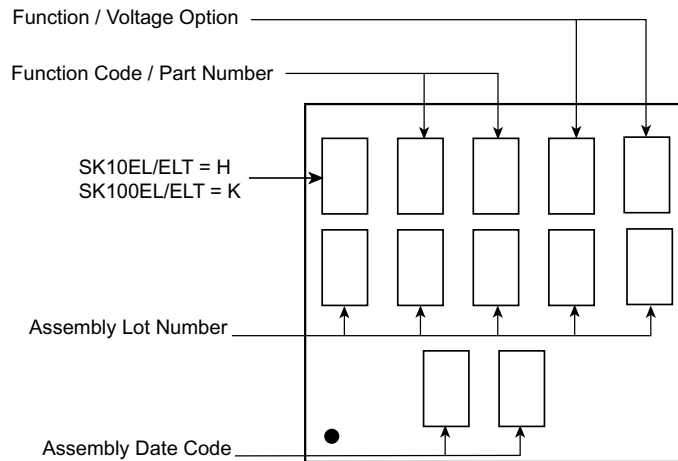 Function / Voltage Option
Function Code / Part Number
SK10EL/ELT = H
SK100EL/ELT = K
Assembly Lot Number
Assembly Date Code